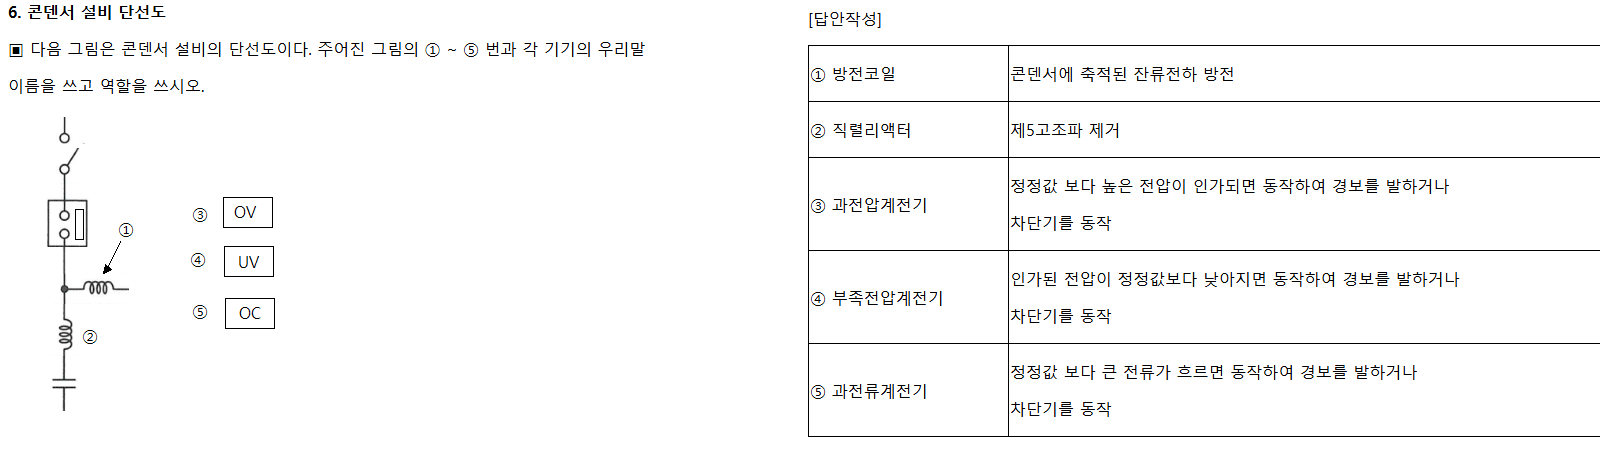 6. 콘덴서 설비 단선도
▣ 다음 그림은 콘덴서 설비의 단선도이다. 주어진 그림의 ① ~ ⑤ 번과 각 기기의 우리말
이름을 쓰고 역할을 쓰시오.
①
②
③ OV
④ UV
⑤ OC
[답안작성]
① 방전코일
콘덴서에 축적된 잔류전하 방전
② 직렬리액터
제5고조파 제거
③ 과전압계전기
정정값 보다 높은 전압이 인가되면 동작하여 경보를 발하거나
차단기를 동작
④ 부족전압계전기
인가된 전압이 정정값보다 낮아지면 동작하여 경보를 발하거나
차단기를 동작
⑤ 과전류계전기
정정값 보다 큰 전류가 흐르면 동작하여 경보를 발하거나
차단기를 동작